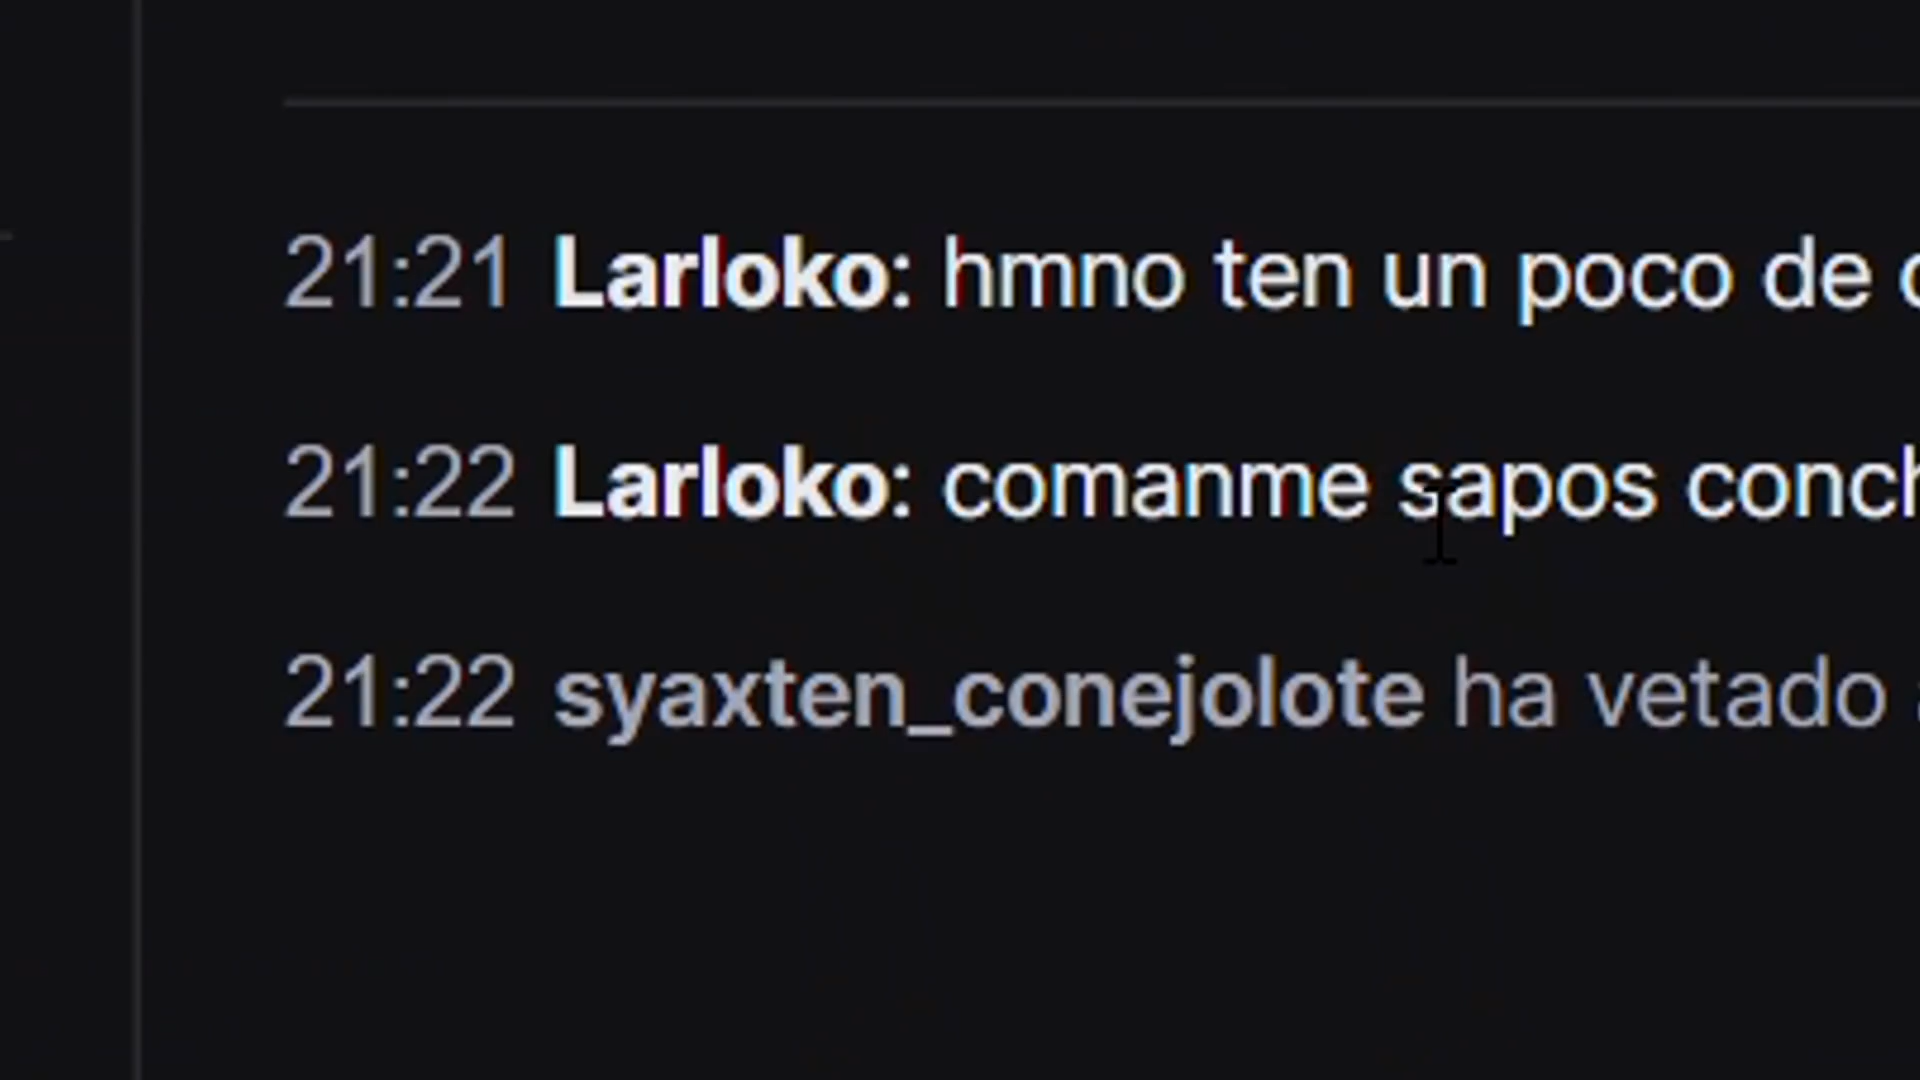 21:21 Larloko: hmno ten un poco de
21:22 Larloko: comanme sapos conch
21:22 syaxten_conejolote ha vetado